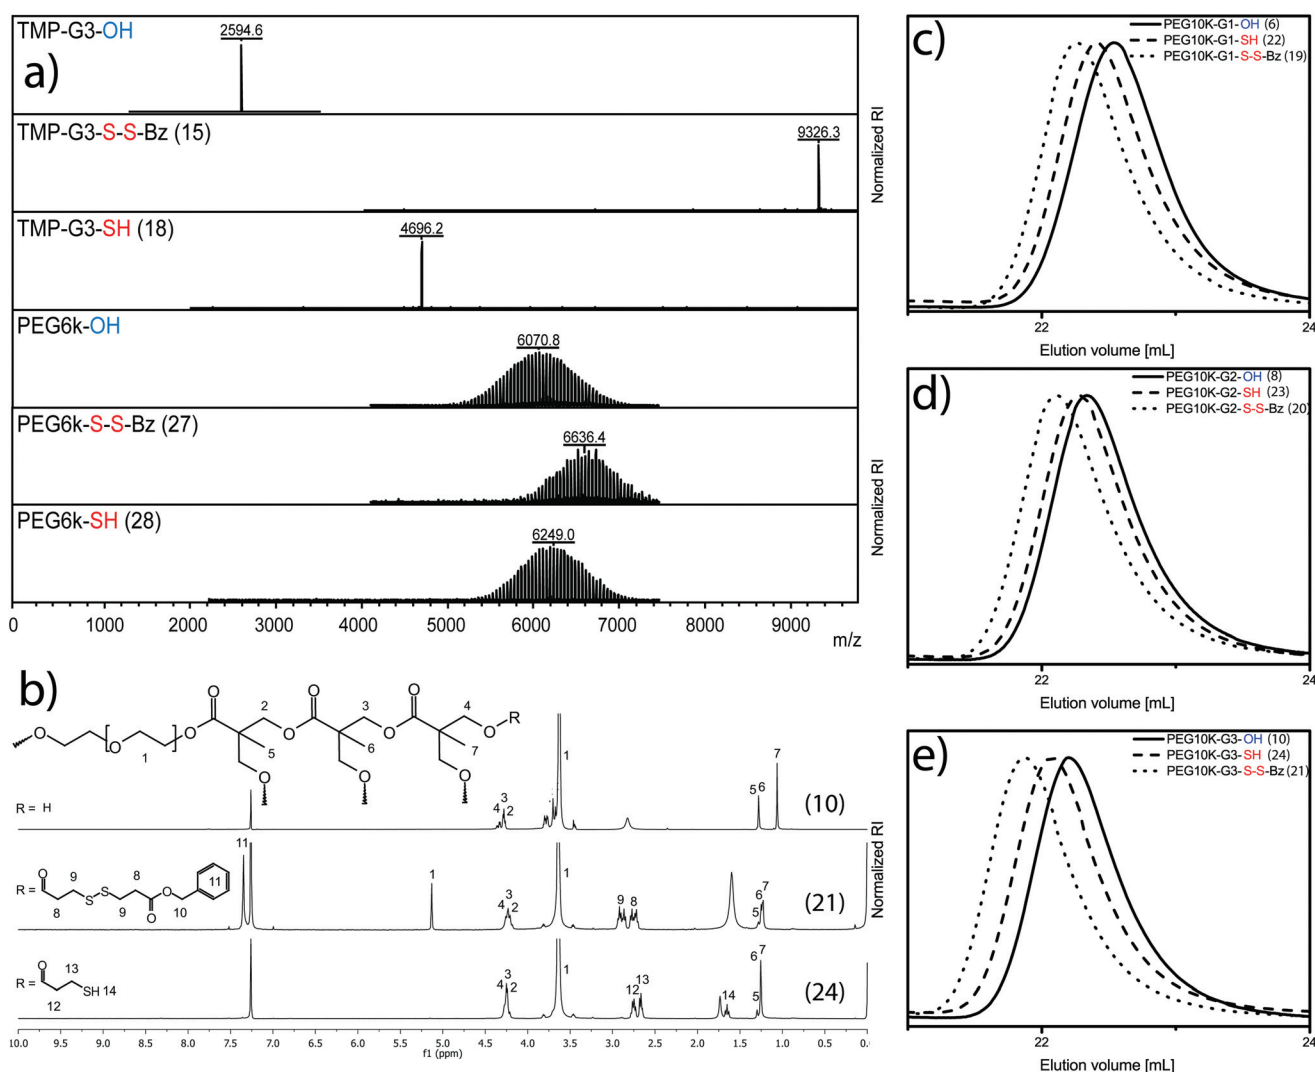 a)
TMP-G3-OH
2594.6
TMP-G3-S-S-Bz (15)
9326.3
TMP-G3-SH (18)
4696.2
PEG6k-OH
6070.8
PEG6k-S-S-Bz (27)
6636.4
PEG6k-SH (28)
6249.0
0 1000 2000 3000 4000 5000 6000 7000 8000 9000
m/z
b)
O O O
2 3 4
O O O O O O R
1 5 6 7
O O O
R = H
4 3 2 1 5 6 7
(10)
R = O 9 8 11
8 S S 9 O O 10
11 1 4 3 2 1 9 8 5 6 7
(21)
R = O 13
12 SH 14
4 3 2 1 12 13 14 5 6 7
(24)
10.0 9.5 9.0 8.5 8.0 7.5 7.0 6.5 6.0 5.5 5.0 4.5 4.0 3.5 3.0 2.5 2.0 1.5 1.0 0.5 0.
f1 (ppm)
c)
PEG10K-G1-OH (6)
PEG10K-G1-SH (22)
PEG10K-G1-S-S-Bz (19)
Normalized RI
22 24
Elution volume [mL]
d)
PEG10K-G2-OH (8)
PEG10K-G2-SH (23)
PEG10K-G2-S-S-Bz (20)
Normalized RI
22 24
Elution volume [mL]
e)
PEG10K-G3-OH (10)
PEG10K-G3-SH (24)
PEG10K-G3-S-S-Bz (21)
Normalized RI
22 24
Elution volume [mL]